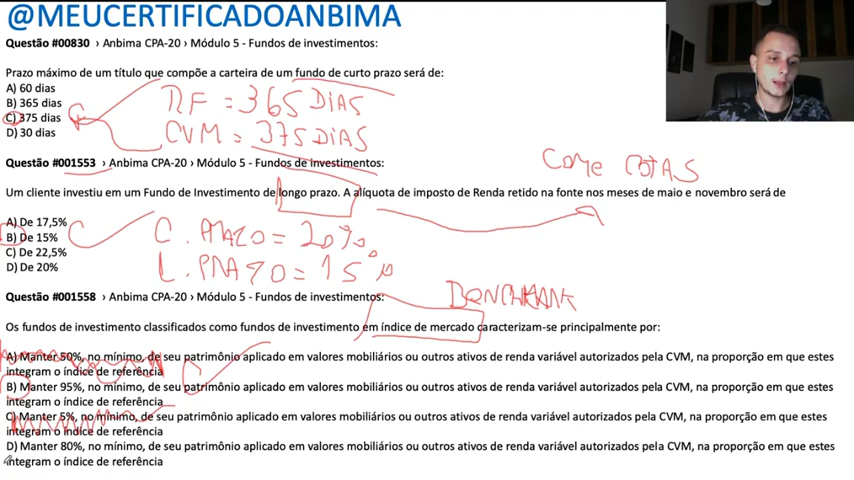 @MEUCERTIFICADOANBIMA
Questão #00830 › Anbima CPA-20 › Módulo 5 - Fundos de investimentos:
Prazo máximo de um título que compõe a carteira de um fundo de curto prazo será de:
A) 60 dias
B) 365 dias
C) 375 dias
D) 30 dias
RF = 365 DIAS
CVM = 375 DIAS
Questão #001553 › Anbima CPA-20 › Módulo 5 - Fundos de investimentos:
COME COTAS
Um cliente investiu em um Fundo de Investimento de longo prazo. A alíquota de imposto de Renda retido na fonte nos meses de maio e novembro será de
A) De 17,5%
B) De 15%
C) De 22,5%
D) De 20%
C. PRAZO = 20%
L. PRAZO = 15%
Questão #001558 › Anbima CPA-20 › Módulo 5 - Fundos de investimentos:
Os fundos de investimento classificados como fundos de investimento em índice de mercado caracterizam-se principalmente por:
A) Manter 50%, no mínimo, de seu patrimônio aplicado em valores mobiliários ou outros ativos de renda variável autorizados pela CVM, na proporção em que estes
integram o índice de referência
B) Manter 95%, no mínimo, de seu patrimônio aplicado em valores mobiliários ou outros ativos de renda variável autorizados pela CVM, na proporção em que estes
integram o índice de referência
C) Manter 5%, no mínimo, de seu patrimônio aplicado em valores mobiliários ou outros ativos de renda variável autorizados pela CVM, na proporção em que estes
integram o índice de referência
D) Manter 80%, no mínimo, de seu patrimônio aplicado em valores mobiliários ou outros ativos de renda variável autorizados pela CVM, na proporção em que estes
integram o índice de referência